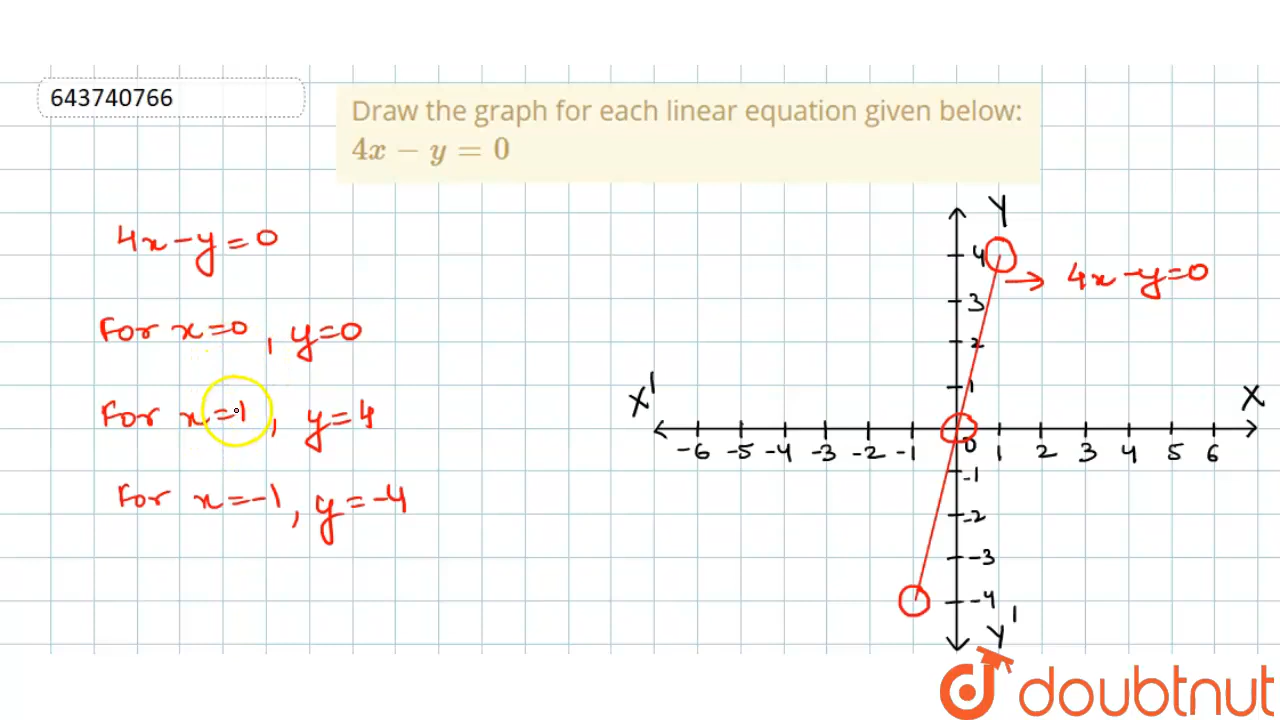 643740766
Draw the graph for each linear equation given below:
4x − y = 0
4x-y=0
For x=0, y=0
For x=1, y=4
For x=-1, y=-4
Y
4
4x-y=0
3
2
1
X' X
-6 -5 -4 -3 -2 -1 0 1 2 3 4 5 6
-1
-2
-3
-4
Y'
doubtnut